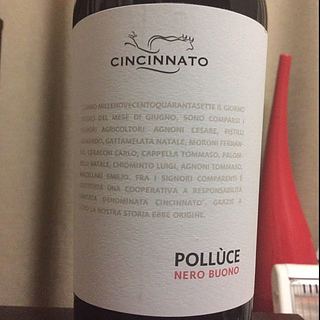 CINCINNATO
ANNO MILLENOVECENTOQUARANTASETTE IL GIORNO
DEL MESE DI GIUGNO, SONO COMPARSI I
SIGNORI AGRICOLTORI AGNONI CESARE, PISTILLI
GATTAMELATA NATALE, MORONI FERNAN-
CARLO, CAPPELLA TOMMASO,
NATALE, CHIOMINTO LUIGI, AGNONI TOMMASO,
EMILIO, FRA I SIGNORI COMPARENTI È
UNA COOPERATIVA A RESPONSABILITÀ
DENOMINATA CINCINNATO". GRAZIE A
LA NOSTRA STORIA EBBE ORIGINE.
POLLÙCE
NERO BUONO